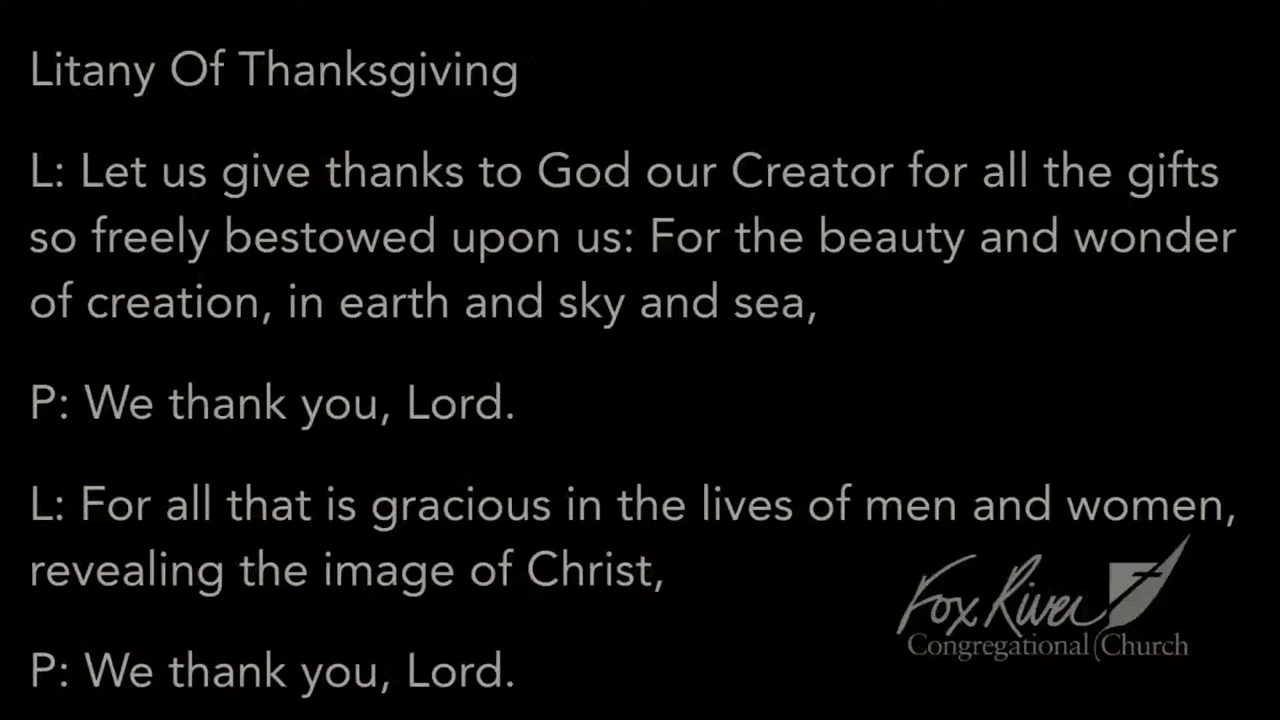 Litany Of Thanksgiving
L: Let us give thanks to God our Creator for all the gifts
so freely bestowed upon us: For the beauty and wonder
of creation, in earth and sky and sea,
P: We thank you, Lord.
L: For all that is gracious in the lives of men and women,
revealing the image of Christ,
P: We thank you, Lord.
Fox River
Congregational Church